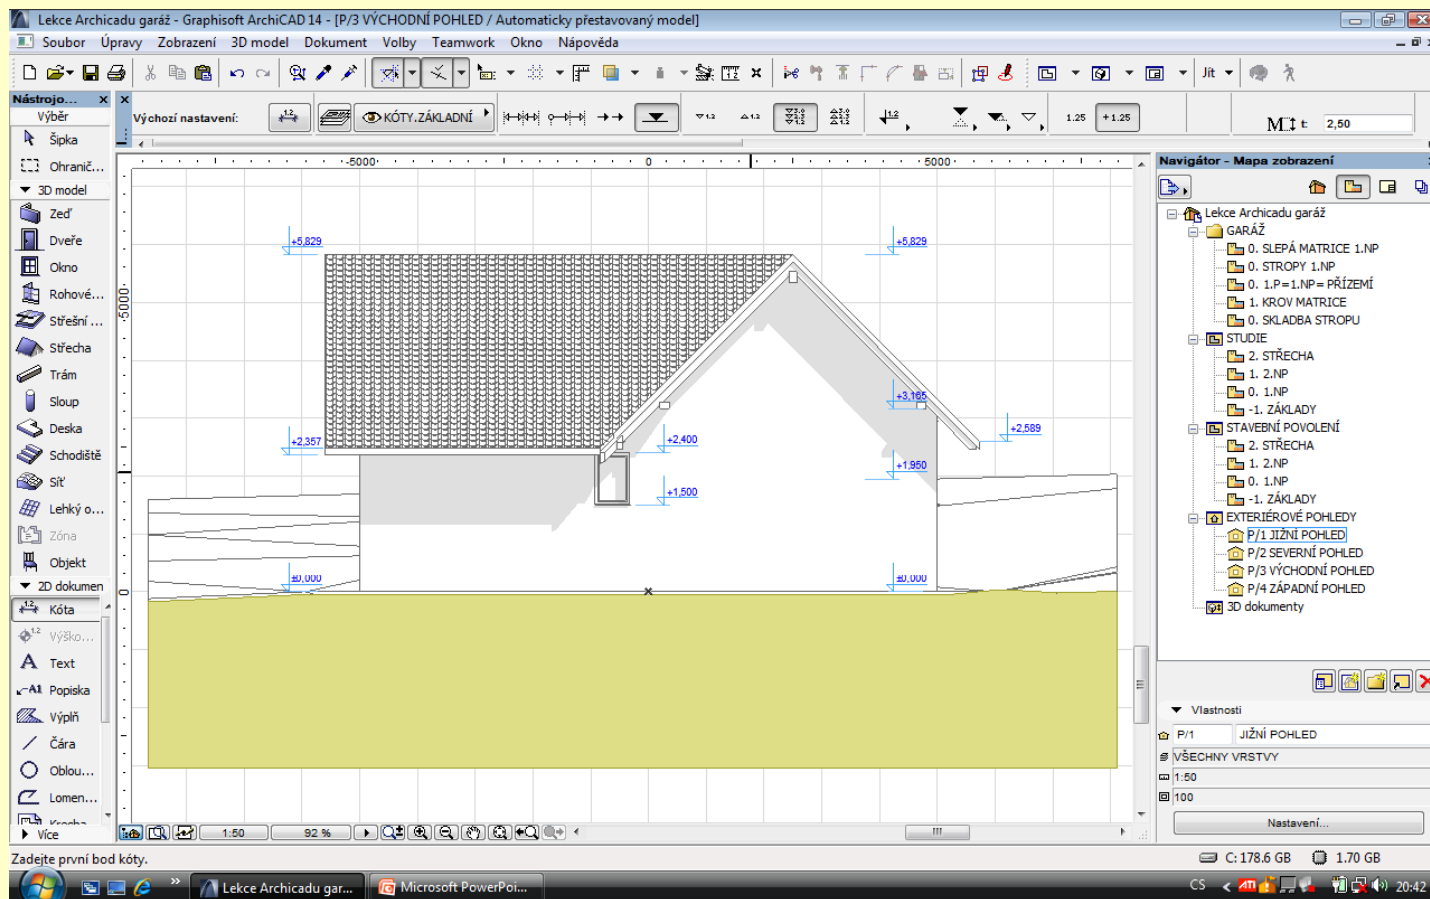 Lekce Archicadu garáž - Graphisoft ArchiCAD 14 - [P/3 VÝCHODNÍ POHLED / Automaticky přestavovaný model]
Soubor Úpravy Zobrazení 3D model Dokument Volby Teamwork Okno Nápověda
Jít
Nástrojo...
Výběr
Šipka
Ohranič...
3D model
Zeď
Dveře
Okno
Rohové...
Střešní ...
Střecha
Trám
Sloup
Deska
Schodiště
Síť
Lehký o...
Zóna
Objekt
2D dokumen
Kóta
Výško...
Text
Popiska
Výplň
Čára
Oblou...
Lomen...
Více
Výchozí nastavení:
KÓTY.ZÁKLADNÍ
1.25
+1.25
t:
2,50
-5000
0
5000
5000
0
+5,829
+5,829
+3,165
+2,589
+2,357
+2,400
+1,950
+1,500
±0,000
±0,000
1:50
92 %
Navigátor - Mapa zobrazení
Lekce Archicadu garáž
GARÁŽ
0. SLEPÁ MATRICE 1.NP
0. STROPY 1.NP
0. 1.P=1.NP= PŘÍZEMÍ
1. KROV MATRICE
0. SKLADBA STROPU
STUDIE
2. STŘECHA
1. 2.NP
0. 1.NP
-1. ZÁKLADY
STAVEBNÍ POVOLENÍ
2. STŘECHA
1. 2.NP
0. 1.NP
-1. ZÁKLADY
EXTERIÉROVÉ POHLEDY
P/1 JIŽNÍ POHLED
P/2 SEVERNÍ POHLED
P/3 VÝCHODNÍ POHLED
P/4 ZÁPADNÍ POHLED
3D dokumenty
Vlastnosti
P/1 JIŽNÍ POHLED
VŠECHNY VRSTVY
1:50
100
Nastavení...
Zadejte první bod kóty.
C: 178.6 GB
1.70 GB
Lekce Archicadu gar...
Microsoft PowerPoi...
CS
20:42